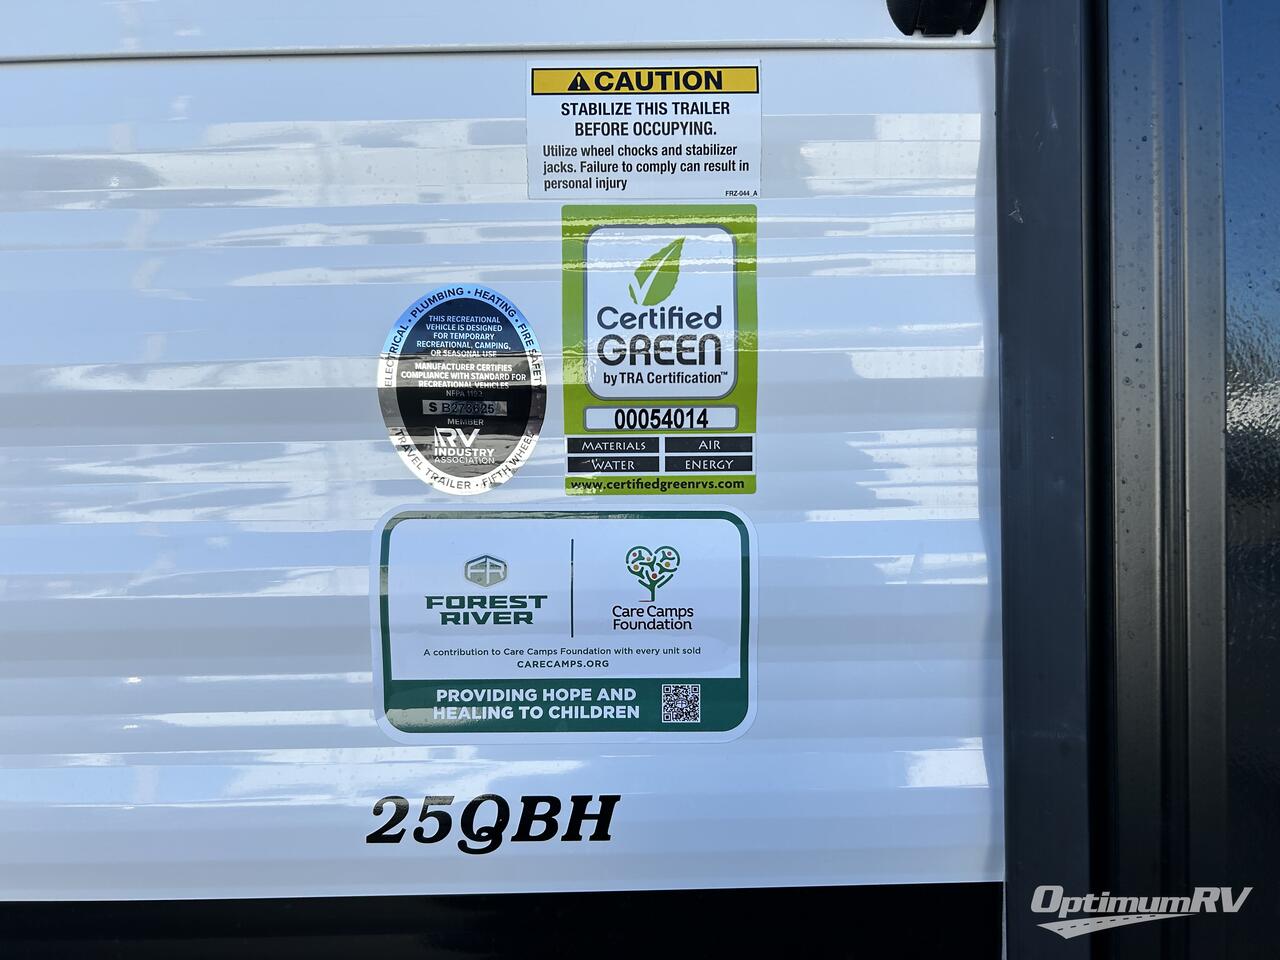 CAUTION
STABILIZE THIS TRAILER
BEFORE OCCUPYING.
Utilize wheel chocks and stabilizer
jacks. Failure to comply can result in
personal injury
FRZ-044_A
Certified
GREEN
by TRA Certification™
00054014
MATERIALS AIR
WATER ENERGY
www.certifiedgreenrvs.com
ELECTRICAL • PLUMBING • HEATING • FIRE SAFETY
THIS RECREATIONAL
VEHICLE IS DESIGNED
FOR TEMPORARY
RECREATIONAL, CAMPING,
OR SEASONAL USE
MANUFACTURER CERTIFIES
COMPLIANCE WITH STANDARD FOR
RECREATIONAL VEHICLES
NFPA 1192
S B273625
MEMBER
RV
INDUSTRY
ASSOCIATION
TRAVEL TRAILER • FIFTH WHEEL
FR
FOREST
RIVER
Care Camps
Foundation
A contribution to Care Camps Foundation with every unit sold
CARECAMPS.ORG
PROVIDING HOPE AND
HEALING TO CHILDREN
25QBH
OptimumRV